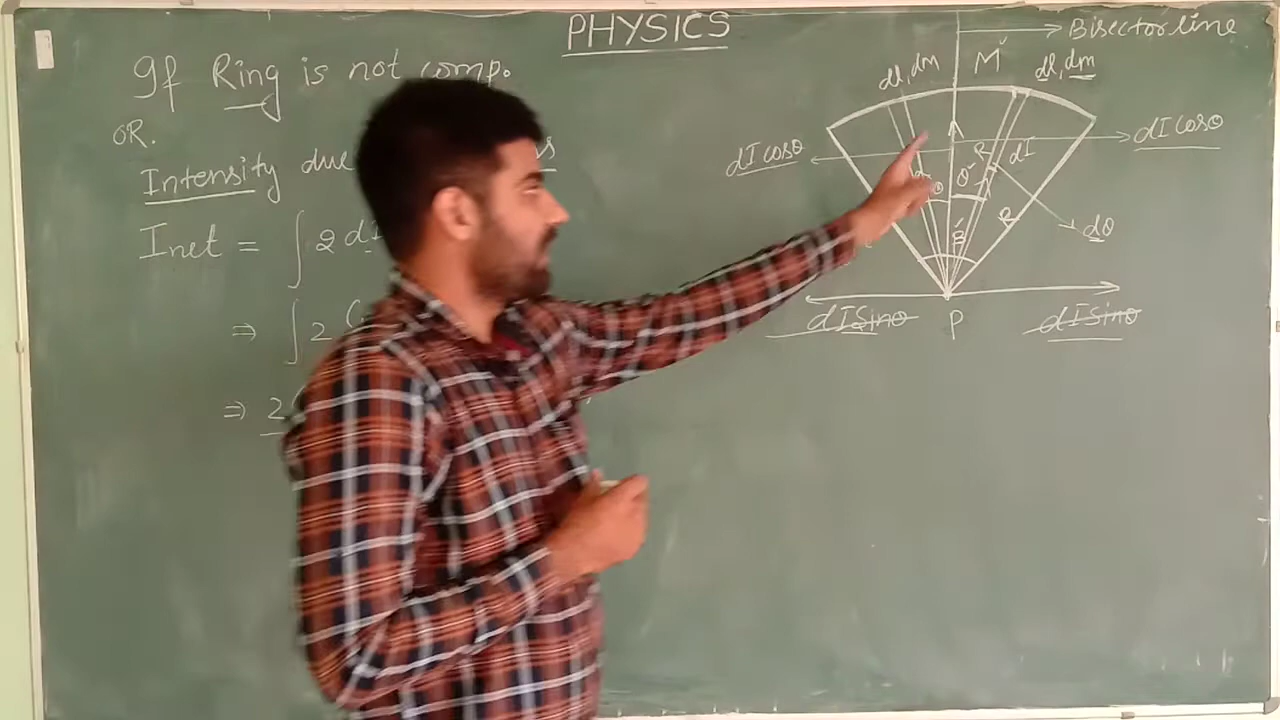 PHYSICS
If Ring is not comp.
OR.
Intensity due
Inet = ∫ 2 dI
⇒ ∫ 2
⇒ 2
Bisector line
dl, dm
M
dl, dm
dI cosθ
dI cosθ
R
dI
θ
θ
R
dθ
β
dI Sinθ
P
dI Sinθ